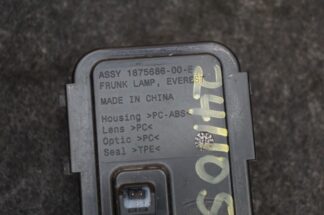 ASSY 1875686-00-E
FRUNK LAMP, EVEREST
MADE IN CHINA
Housing >PC-ABS<
Lens >PC<
Optic >PC<
Seal >TPE<